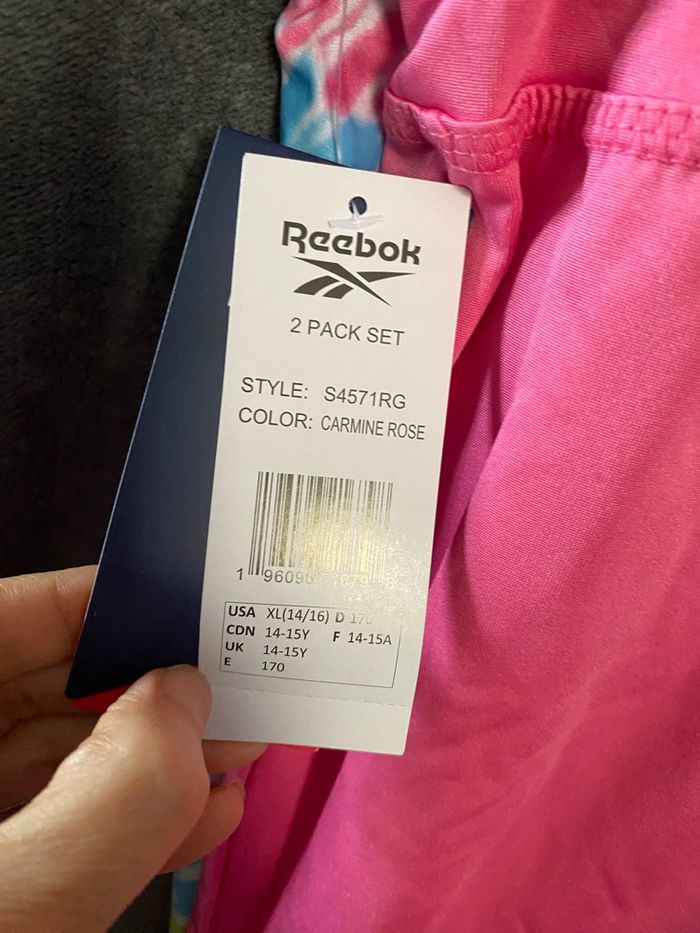 Reebok
2 PACK SET
STYLE: S4571RG
COLOR: CARMINE ROSE
USA XL(14/16) D 170
CDN 14-15Y F 14-15A
UK 14-15Y
E 170